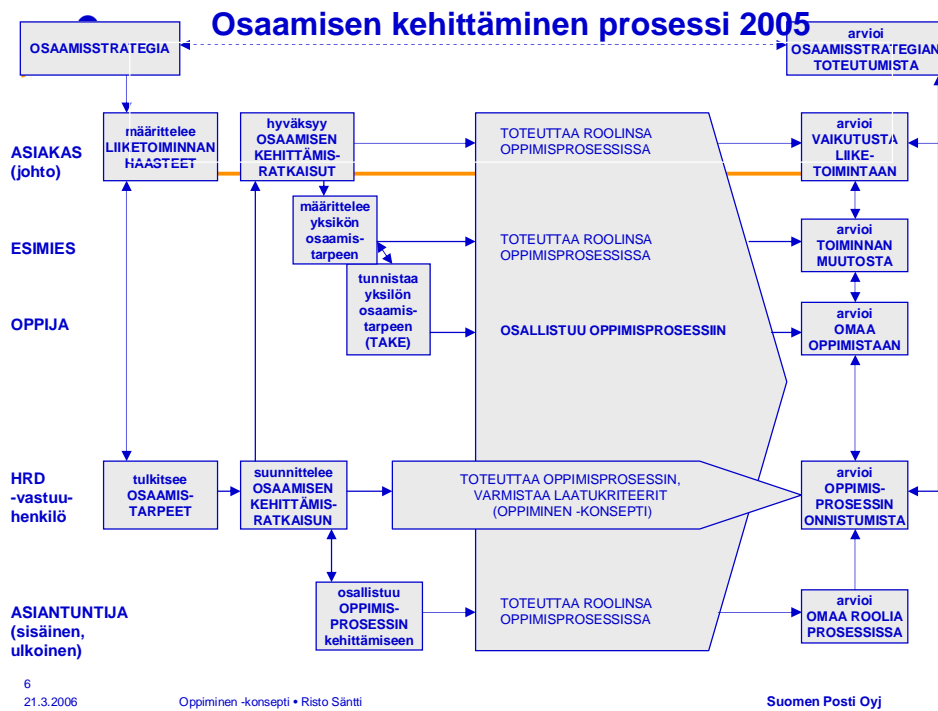 Osaamisen kehittäminen prosessi 2005
OSAAMISSTRATEGIA
arvioi
OSAAMISSTRATEGIAN
TOTEUTUMISTA
ASIAKAS
(johto)
määrittelee
LIIKETOIMINNAN
HAASTEET
hyväksyy
OSAAMISEN
KEHITTÄMIS-
RATKAISUT
TOTEUTTAA ROOLINSA
OPPIMISPROSESSISSA
arvioi
VAIKUTUSTA
LIIKE-
TOIMINTAAN
ESIMIES
määrittelee
yksikön
osaamis-
tarpeen
TOTEUTTAA ROOLINSA
OPPIMISPROSESSISSA
arvioi
TOIMINNAN
MUUTOSTA
OPPIJA
tunnistaa
yksilön
osaamis-
tarpeen
(TAKE)
OSALLISTUU OPPIMISPROSESSIIN
arvioi
OMAA
OPPIMISTAAN
HRD
-vastuu-
henkilö
tulkitsee
OSAAMIS-
TARPEET
suunnittelee
OSAAMISEN
KEHITTÄMIS-
RATKAISUN
TOTEUTTAA OPPIMISPROSESSIN,
VARMISTAA LAATUKRITEERIT
(OPPIMINEN -KONSEPTI)
arvioi
OPPIMIS-
PROSESSIN
ONNISTUMISTA
ASIANTUNTIJA
(sisäinen,
ulkoinen)
osallistuu
OPPIMIS-
PROSESSIN
kehittämiseen
TOTEUTTAA ROOLINSA
OPPIMISPROSESSISSA
arvioi
OMAA ROOLIA
PROSESSISSA
6
21.3.2006
Oppiminen -konsepti • Risto Säntti
Suomen Posti Oyj